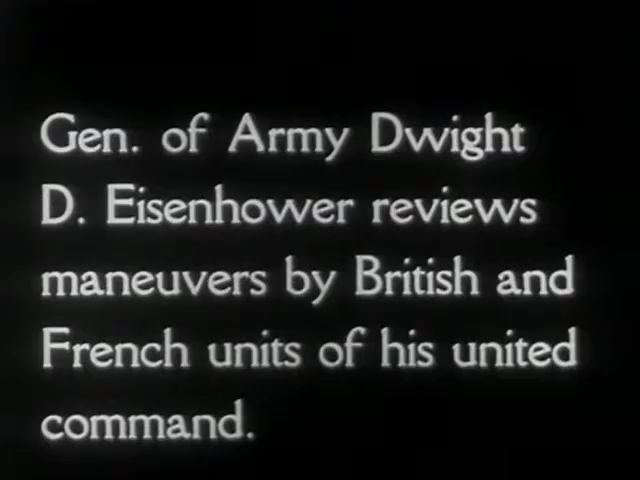 Gen. of Army Dwight
D. Eisenhower reviews
maneuvers by British and
French units of his united
command.